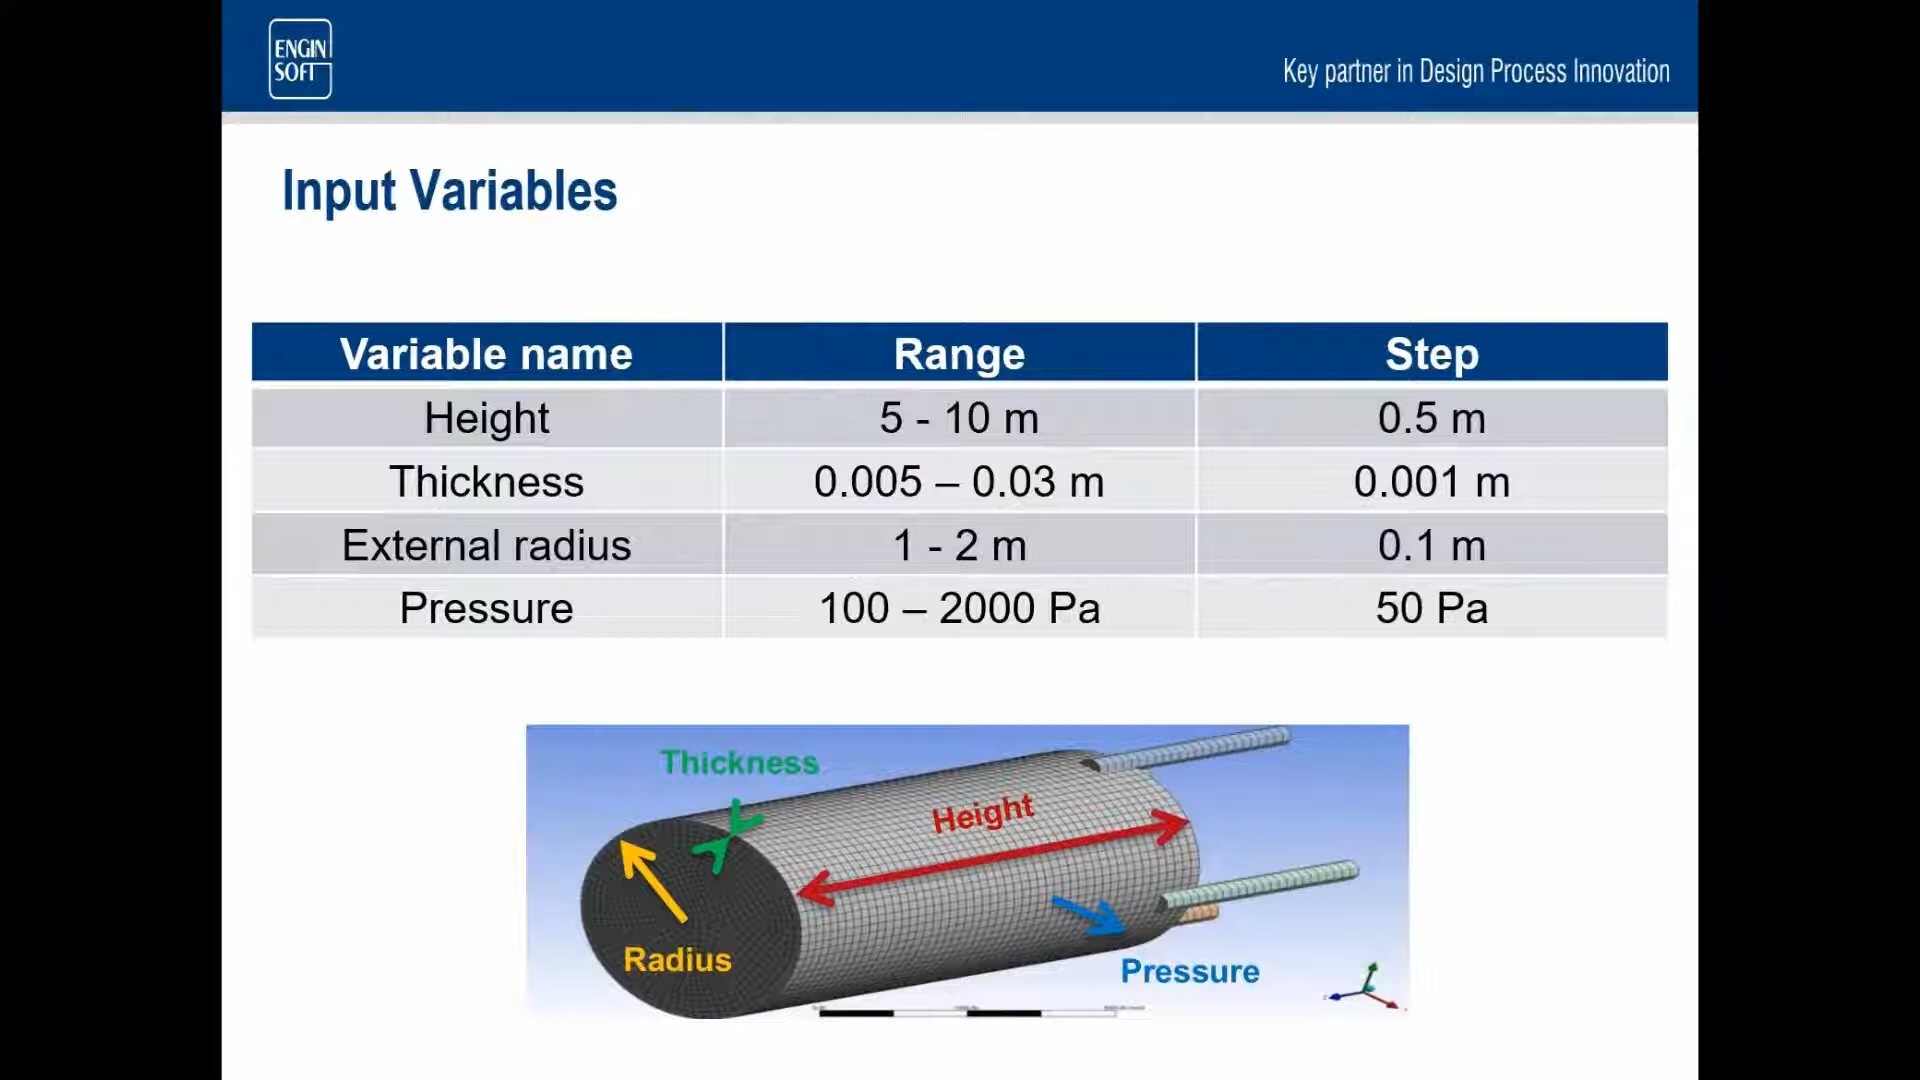 ENGIN
SOFT
Key partner in Design Process Innovation
Input Variables
Variable name Range Step
Height 5 - 10 m 0.5 m
Thickness 0.005 – 0.03 m 0.001 m
External radius 1 - 2 m 0.1 m
Pressure 100 – 2000 Pa 50 Pa
Thickness
Height
Radius
Pressure